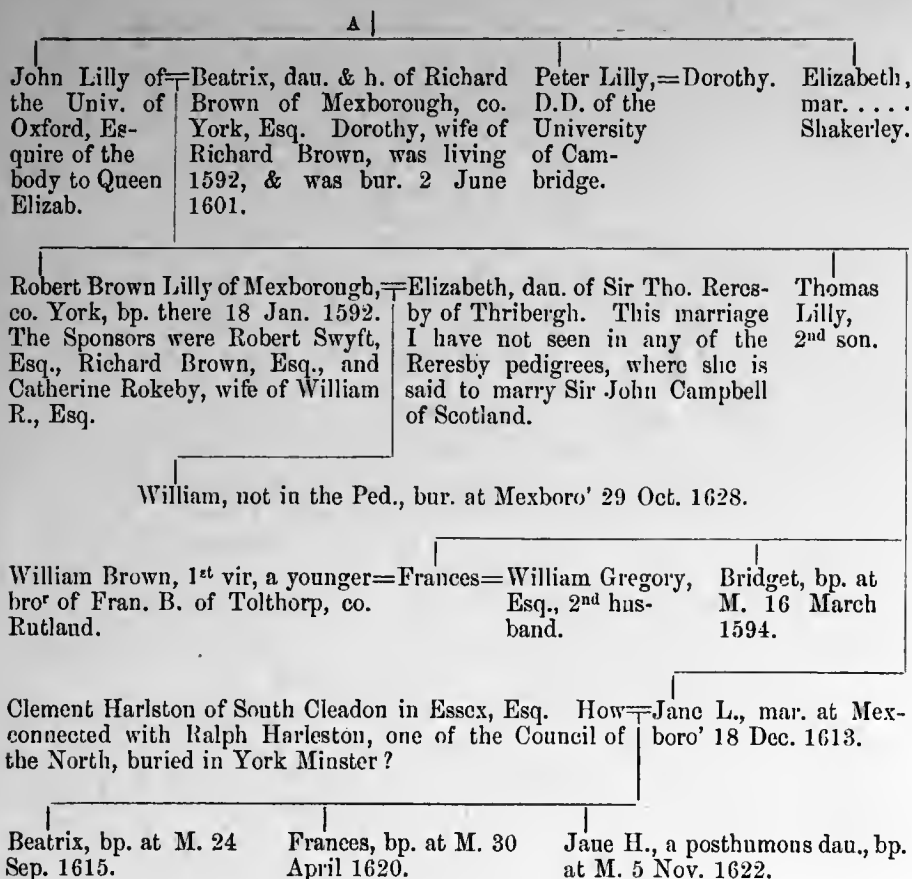 A
John Lilly of
the Univ. of
Oxford, Es-
quire of the
body to Queen
Elizab.
Beatrix, dau. & h. of Richard
Brown of Mexborough, co.
York, Esq. Dorothy, wife of
Richard Brown, was living
1592, & was bur. 2 June
1601.
Peter Lilly,=Dorothy.
D.D. of the
University
of Cam-
bridge.
Elizabeth,
mar. . . . .
Shakerley.
Robert Brown Lilly of Mexborough,
co. York, bp. there 18 Jan. 1592.
The Sponsors were Robert Swyft,
Esq., Richard Brown, Esq., and
Catherine Rokeby, wife of William
R., Esq.
Elizabeth, dau. of Sir Tho. Reres-
by of Thribergh. This marriage
I have not seen in any of the
Reresby pedigrees, where she is
said to marry Sir John Campbell
of Scotland.
Thomas
Lilly,
2nd son.
William, not in the Ped., bur. at Mexboro' 29 Oct. 1628.
William Brown, 1st vir, a younger=Frances=William Gregory,
bror of Fran. B. of Tolthorp, co.
Rutland.
Esq., 2nd hus-
band.
Bridget, bp. at
M. 16 March
1594.
Clement Harlston of South Cleadon in Essex, Esq. How
connected with Ralph Harleston, one of the Council of
the North, buried in York Minster?
Jane L., mar. at Mex-
boro' 18 Dec. 1613.
Beatrix, bp. at M. 24
Sep. 1615.
Frances, bp. at M. 30
April 1620.
Jane H., a posthumous dau., bp.
at M. 5 Nov. 1622.